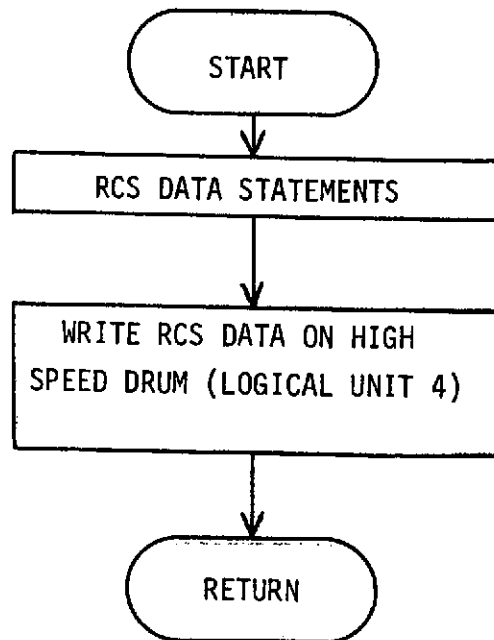 START
RCS DATA STATEMENTS
WRITE RCS DATA ON HIGH
SPEED DRUM (LOGICAL UNIT 4)
RETURN